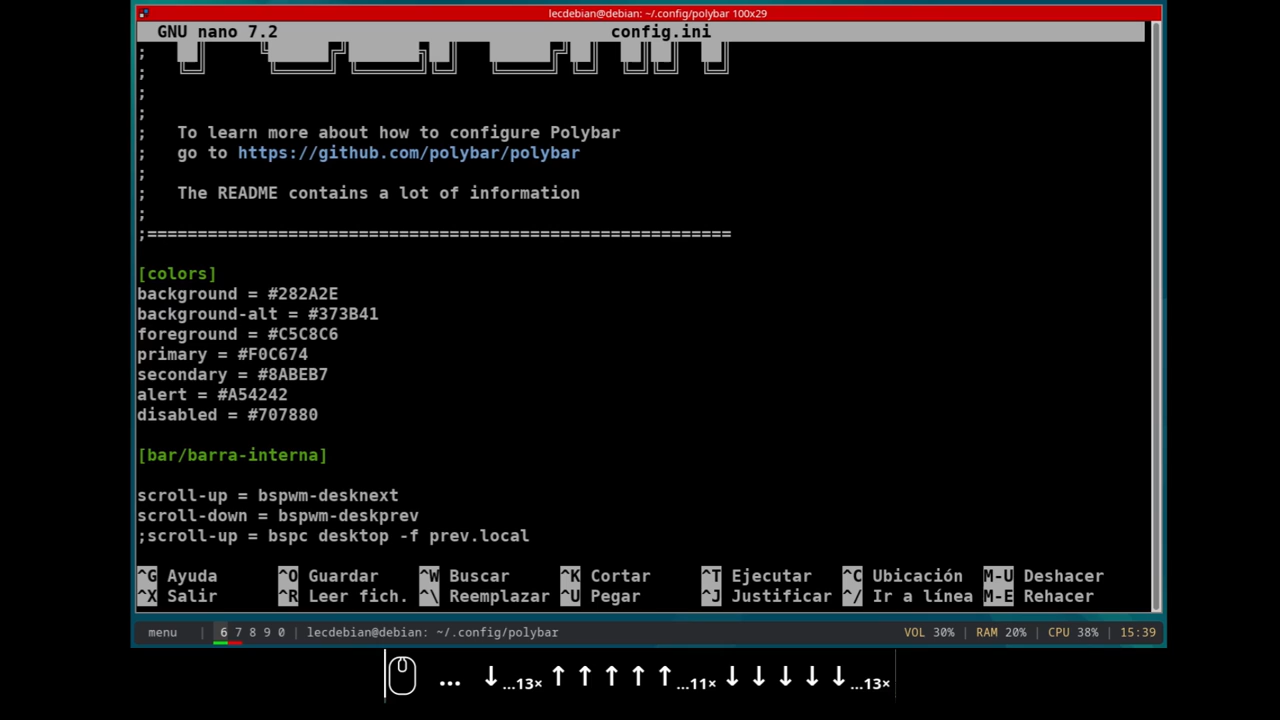 lecdebian@debian: ~/.config/polybar 100x29
GNU nano 7.2 config.ini
;
;
;
;
; To learn more about how to configure Polybar
; go to https://github.com/polybar/polybar
;
; The README contains a lot of information
;
;==========================================================
[colors]
background = #282A2E
background-alt = #373B41
foreground = #C5C8C6
primary = #F0C674
secondary = #8ABEB7
alert = #A54242
disabled = #707880
[bar/barra-interna]
scroll-up = bspwm-desknext
scroll-down = bspwm-deskprev
;scroll-up = bspc desktop -f prev.local
^G Ayuda ^O Guardar ^W Buscar ^K Cortar ^T Ejecutar ^C Ubicación M-U Deshacer
^X Salir ^R Leer fich. ^\ Reemplazar ^U Pegar ^J Justificar ^/ Ir a línea M-E Rehacer
menu | 6 7 8 9 0 | lecdebian@debian: ~/.config/polybar VOL 30% | RAM 20% | CPU 38% | 15:39
... ↓...13× ↑ ↑ ↑ ↑ ↑...11× ↓ ↓ ↓ ↓ ↓...13×